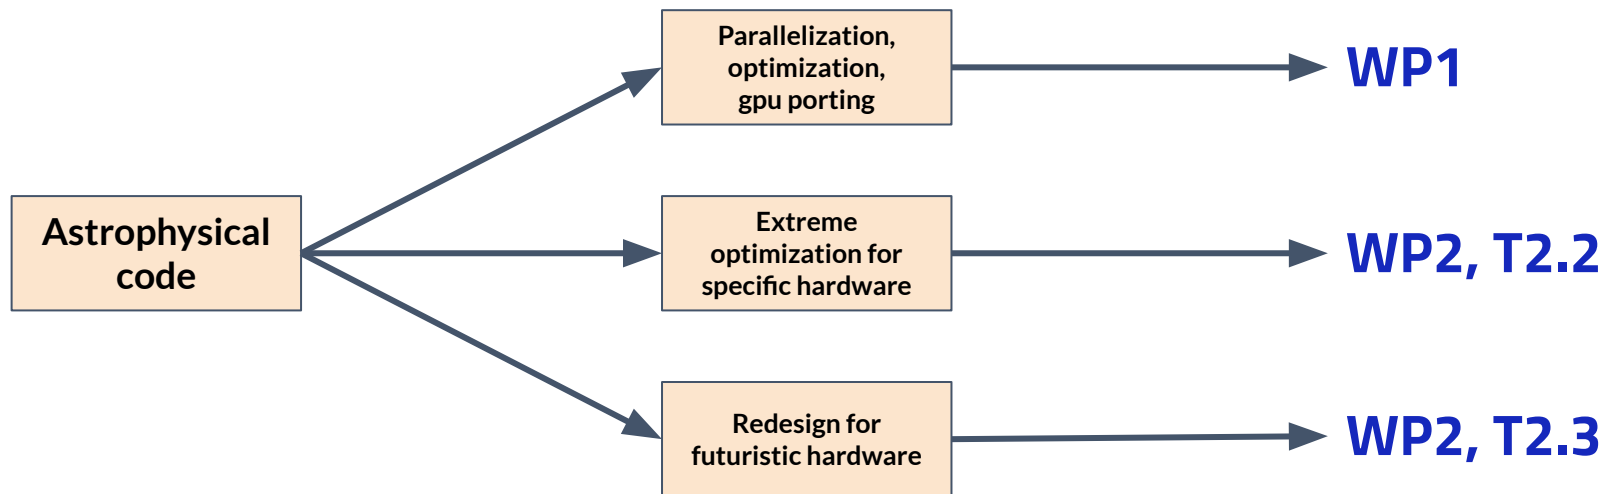 Parallelization,
optimization,
gpu porting
WP1
Astrophysical
code
Extreme
optimization for
specific hardware
WP2, T2.2
Redesign for
futuristic hardware
WP2, T2.3